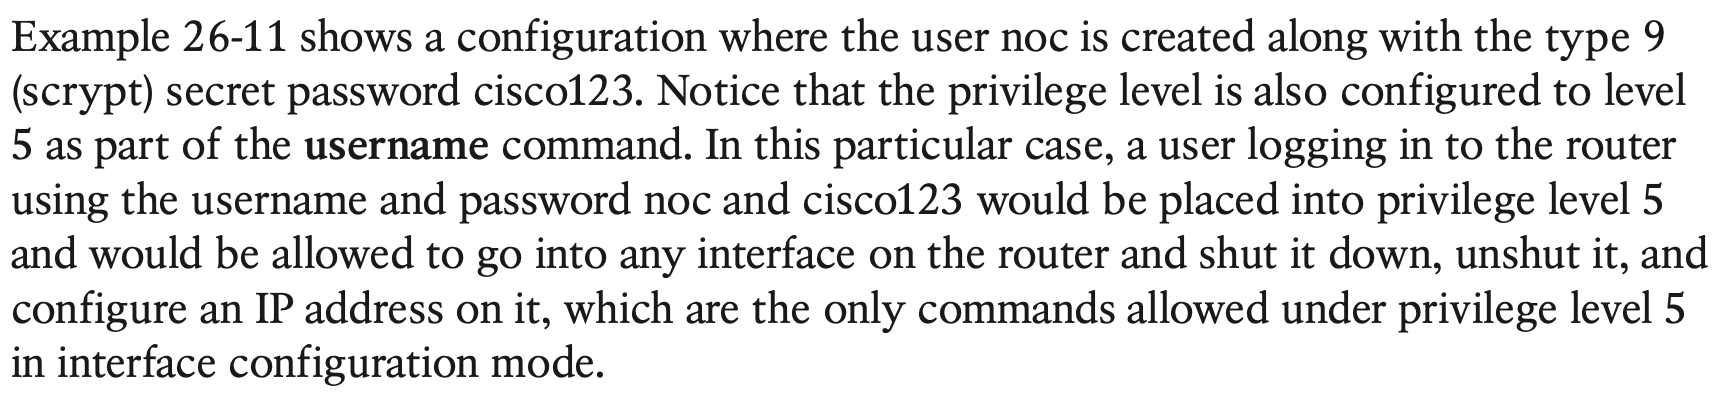 Example 26-11 shows a configuration where the user noc is created along with the type 9
(scrypt) secret password cisco123. Notice that the privilege level is also configured to level
5 as part of the username command. In this particular case, a user logging in to the router
using the username and password noc and cisco123 would be placed into privilege level 5
and would be allowed to go into any interface on the router and shut it down, unshut it, and
configure an IP address on it, which are the only commands allowed under privilege level 5
in interface configuration mode.